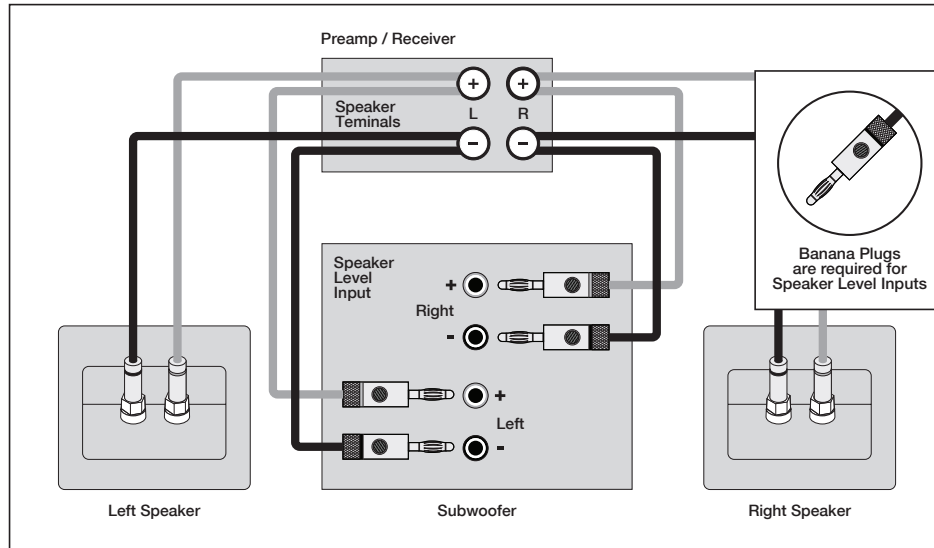 Preamp / Receiver
+
+
Speaker
Teminals
L
R
-
-
Banana Plugs
are required for
Speaker Level Inputs
Speaker
Level
Input
+
Right
-
+
Left
-
Left Speaker
Subwoofer
Right Speaker